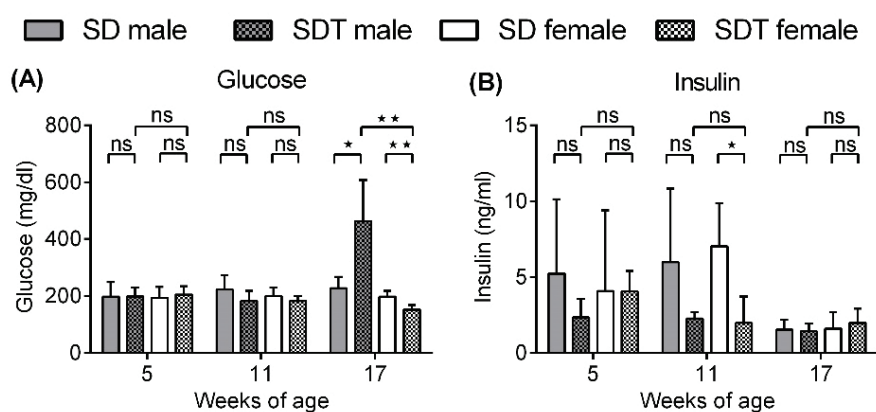 SD male SDT male SD female SDT female
(A) Glucose
Glucose (mg/dl)
800
600
400
200
0
ns ns ★★
ns ns ns ns ★ ★★
5 11 17
Weeks of age
(B) Insulin
Insulin (ng/ml)
15
10
5
0
ns ns ns
ns ns ns ★ ns ns
5 11 17
Weeks of age